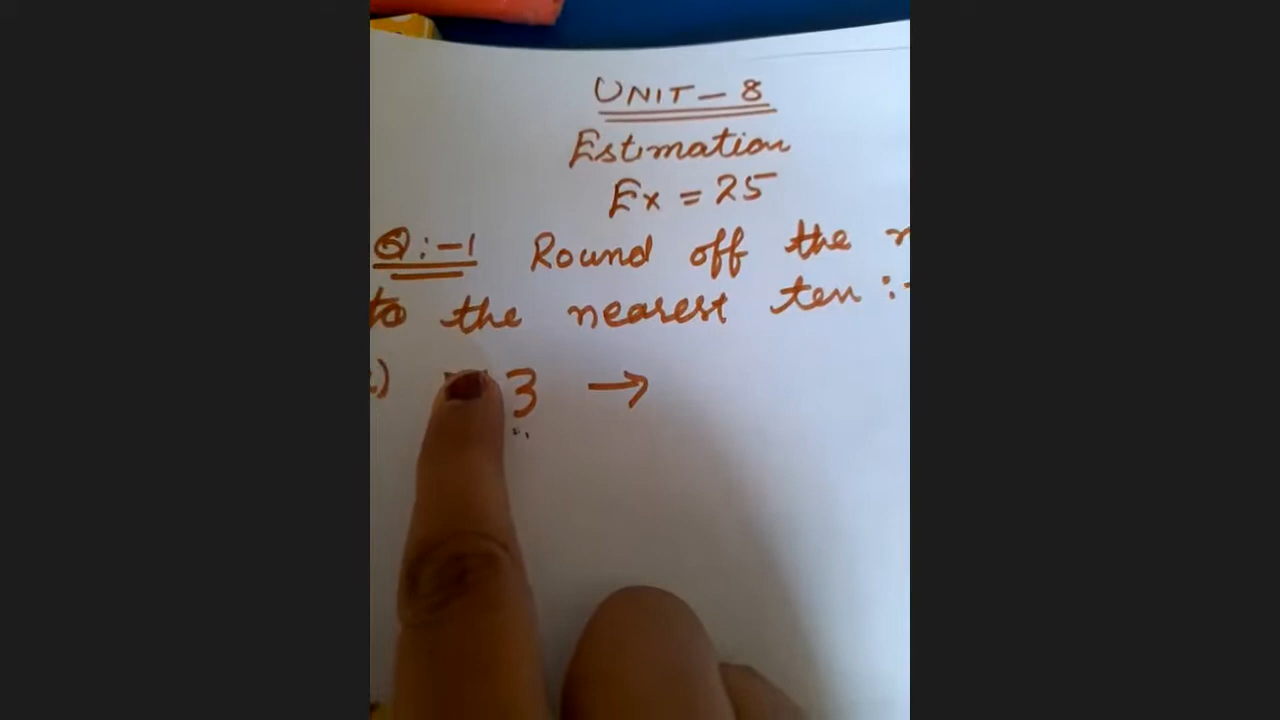 UNIT - 8
Estimation
Ex = 25
Q:-1 Round off the
to the nearest ten :-
3 →